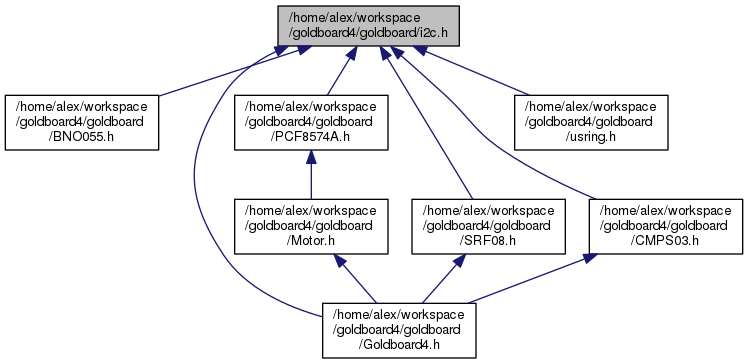 /home/alex/workspace
/goldboard4/goldboard/i2c.h
/home/alex/workspace
/goldboard4/goldboard
/BNO055.h
/home/alex/workspace
/goldboard4/goldboard
/PCF8574A.h
/home/alex/workspace
/goldboard4/goldboard
/usring.h
/home/alex/workspace
/goldboard4/goldboard
/Motor.h
/home/alex/workspace
/goldboard4/goldboard
/SRF08.h
/home/alex/workspace
/goldboard4/goldboard
/CMPS03.h
/home/alex/workspace
/goldboard4/goldboard
/Goldboard4.h